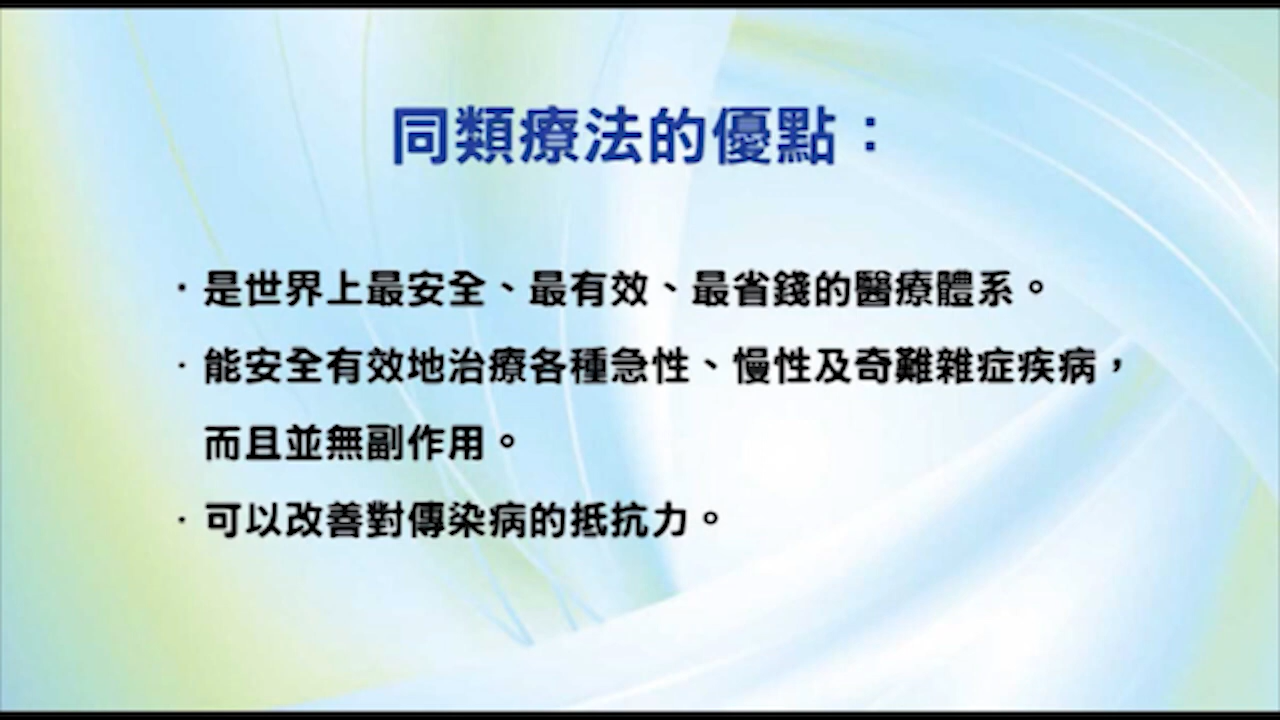 同類療法的優點：
·是世界上最安全、最有效、最省錢的醫療體系。
·能安全有效地治療各種急性、慢性及奇難雜症疾病，
而且並無副作用。
·可以改善對傳染病的抵抗力。